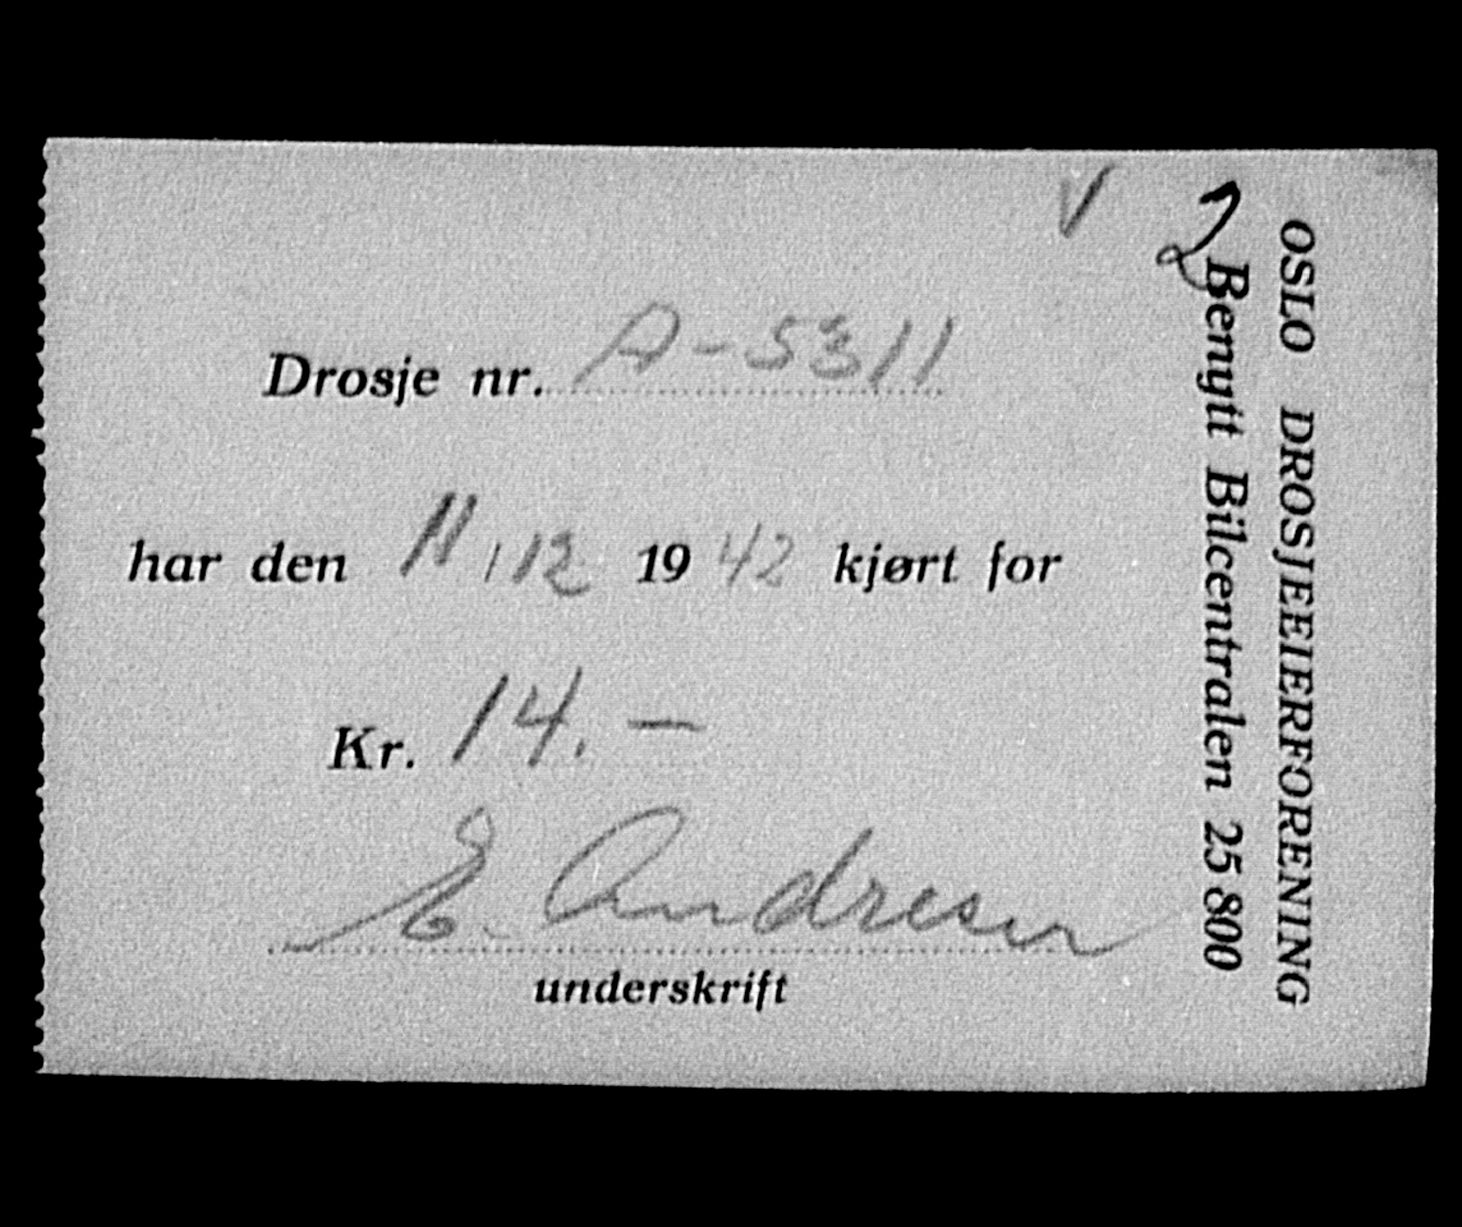 V
2
Drosje nr. A-5311
har den 11/12 1942 kjørt for
Kr. 14.-
E. Andresen
underskrift
OSLO DROSJEEIERFORENING
Benytt Bilcentralen 25 800